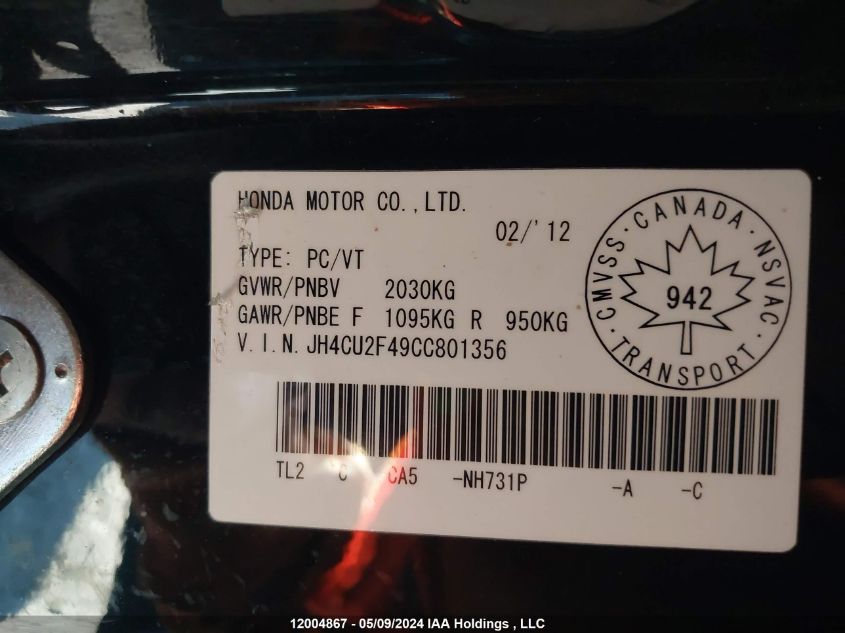 HONDA MOTOR CO.,LTD.
02/'12
TYPE: PC/VT
GVWR/PNBV 2030KG
GAWR/PNBE F 1095KG R 950KG
V.I.N. JH4CU2F49CC801356
CANADA · NSVAC · TRANSPORT · CMVSS ·
942
TL2 C CA5 -NH731P -A -C
12004867 - 05/09/2024 IAA Holdings , LLC